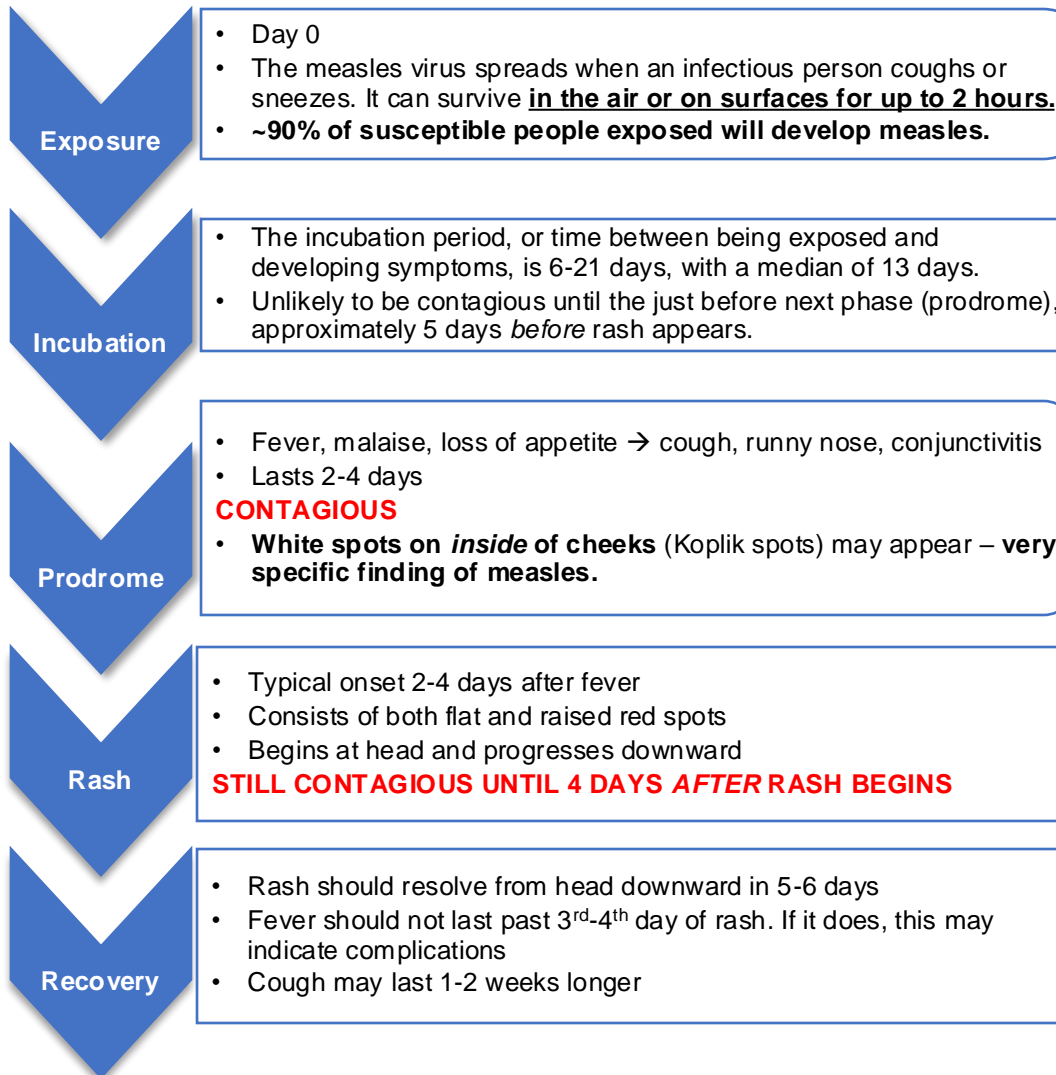 Exposure
• Day 0
• The measles virus spreads when an infectious person coughs or
sneezes. It can survive in the air or on surfaces for up to 2 hours.
• ~90% of susceptible people exposed will develop measles.
Incubation
• The incubation period, or time between being exposed and
developing symptoms, is 6-21 days, with a median of 13 days.
• Unlikely to be contagious until the just before next phase (prodrome),
approximately 5 days before rash appears.
Prodrome
• Fever, malaise, loss of appetite → cough, runny nose, conjunctivitis
• Lasts 2-4 days
CONTAGIOUS
• White spots on inside of cheeks (Koplik spots) may appear – very
specific finding of measles.
Rash
• Typical onset 2-4 days after fever
• Consists of both flat and raised red spots
• Begins at head and progresses downward
STILL CONTAGIOUS UNTIL 4 DAYS AFTER RASH BEGINS
Recovery
• Rash should resolve from head downward in 5-6 days
• Fever should not last past 3rd-4th day of rash. If it does, this may
indicate complications
• Cough may last 1-2 weeks longer